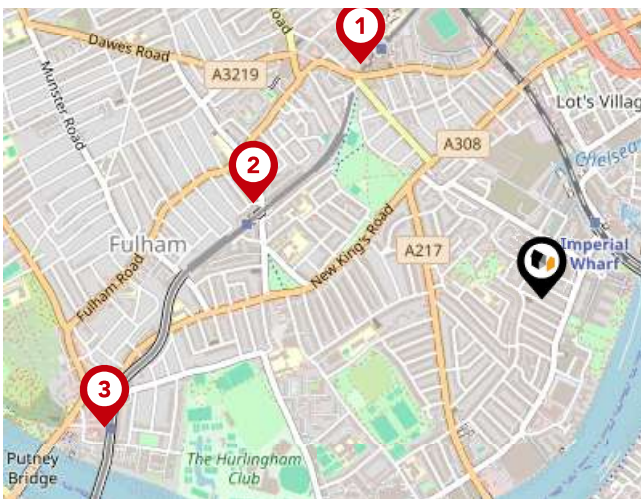 1
Dawes Road
Road
Munster Road
A3219
Lot's Villag
A308
Chelsea
2
Fulham
New King's Road
A217
Imperial
Wharf
Fulham Road
3
Putney
Bridge
The Hurlingham
Club